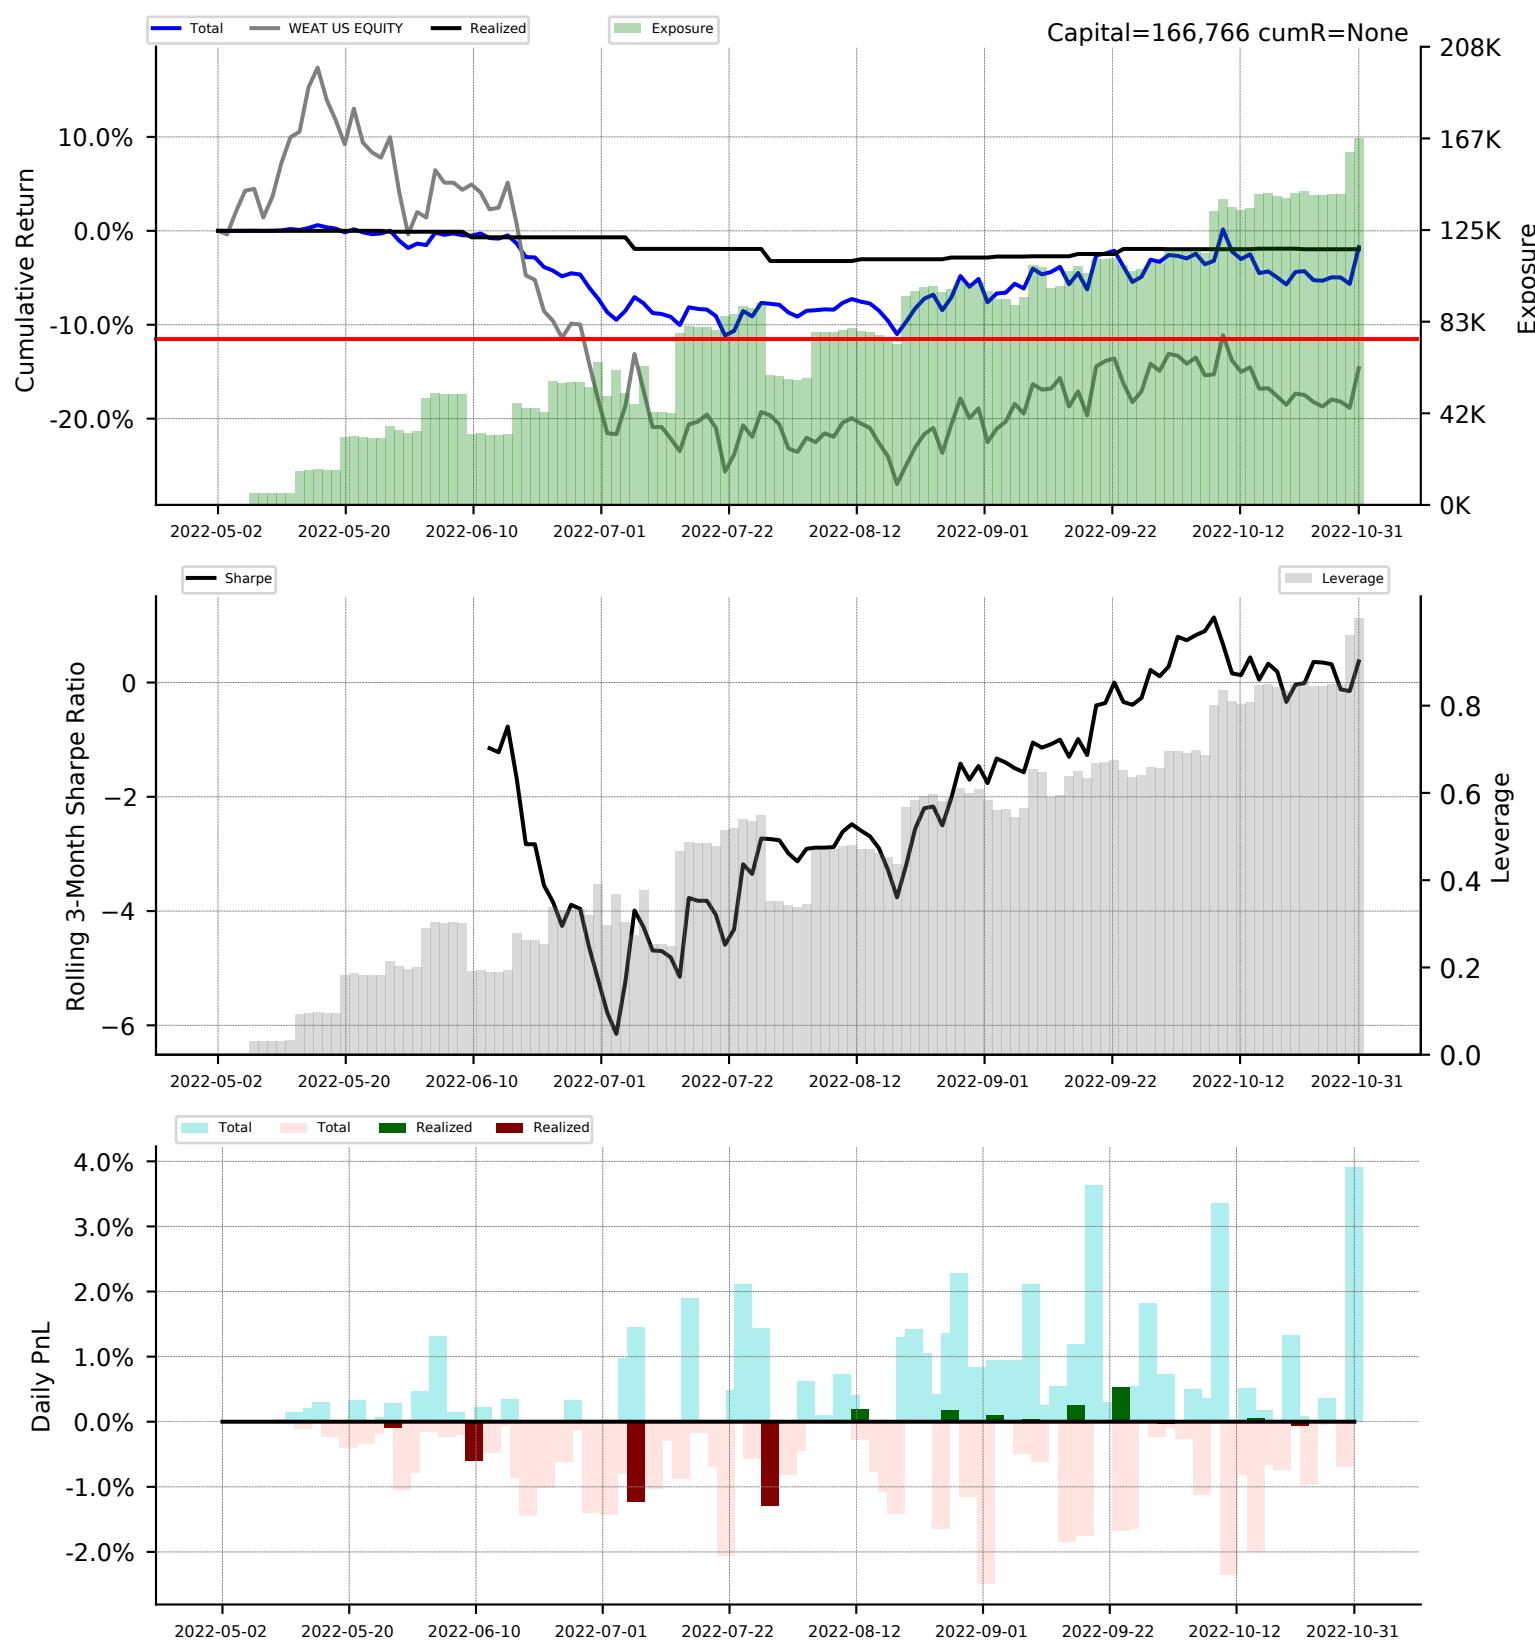 Total WEAT US EQUITY Realized Exposure Capital=166,766 cumR=None
Cumulative Return
10.0%
0.0%
-10.0%
-20.0%
208K
167K
125K
83K
42K
0K
Exposure
2022-05-02 2022-05-20 2022-06-10 2022-07-01 2022-07-22 2022-08-12 2022-09-01 2022-09-22 2022-10-12 2022-10-31
Sharpe Leverage
Rolling 3-Month Sharpe Ratio
0
−2
−4
−6
0.8
0.6
0.4
0.2
0.0
Leverage
2022-05-02 2022-05-20 2022-06-10 2022-07-01 2022-07-22 2022-08-12 2022-09-01 2022-09-22 2022-10-12 2022-10-31
Total Total Realized Realized
Daily PnL
4.0%
3.0%
2.0%
1.0%
0.0%
-1.0%
-2.0%
2022-05-02 2022-05-20 2022-06-10 2022-07-01 2022-07-22 2022-08-12 2022-09-01 2022-09-22 2022-10-12 2022-10-31